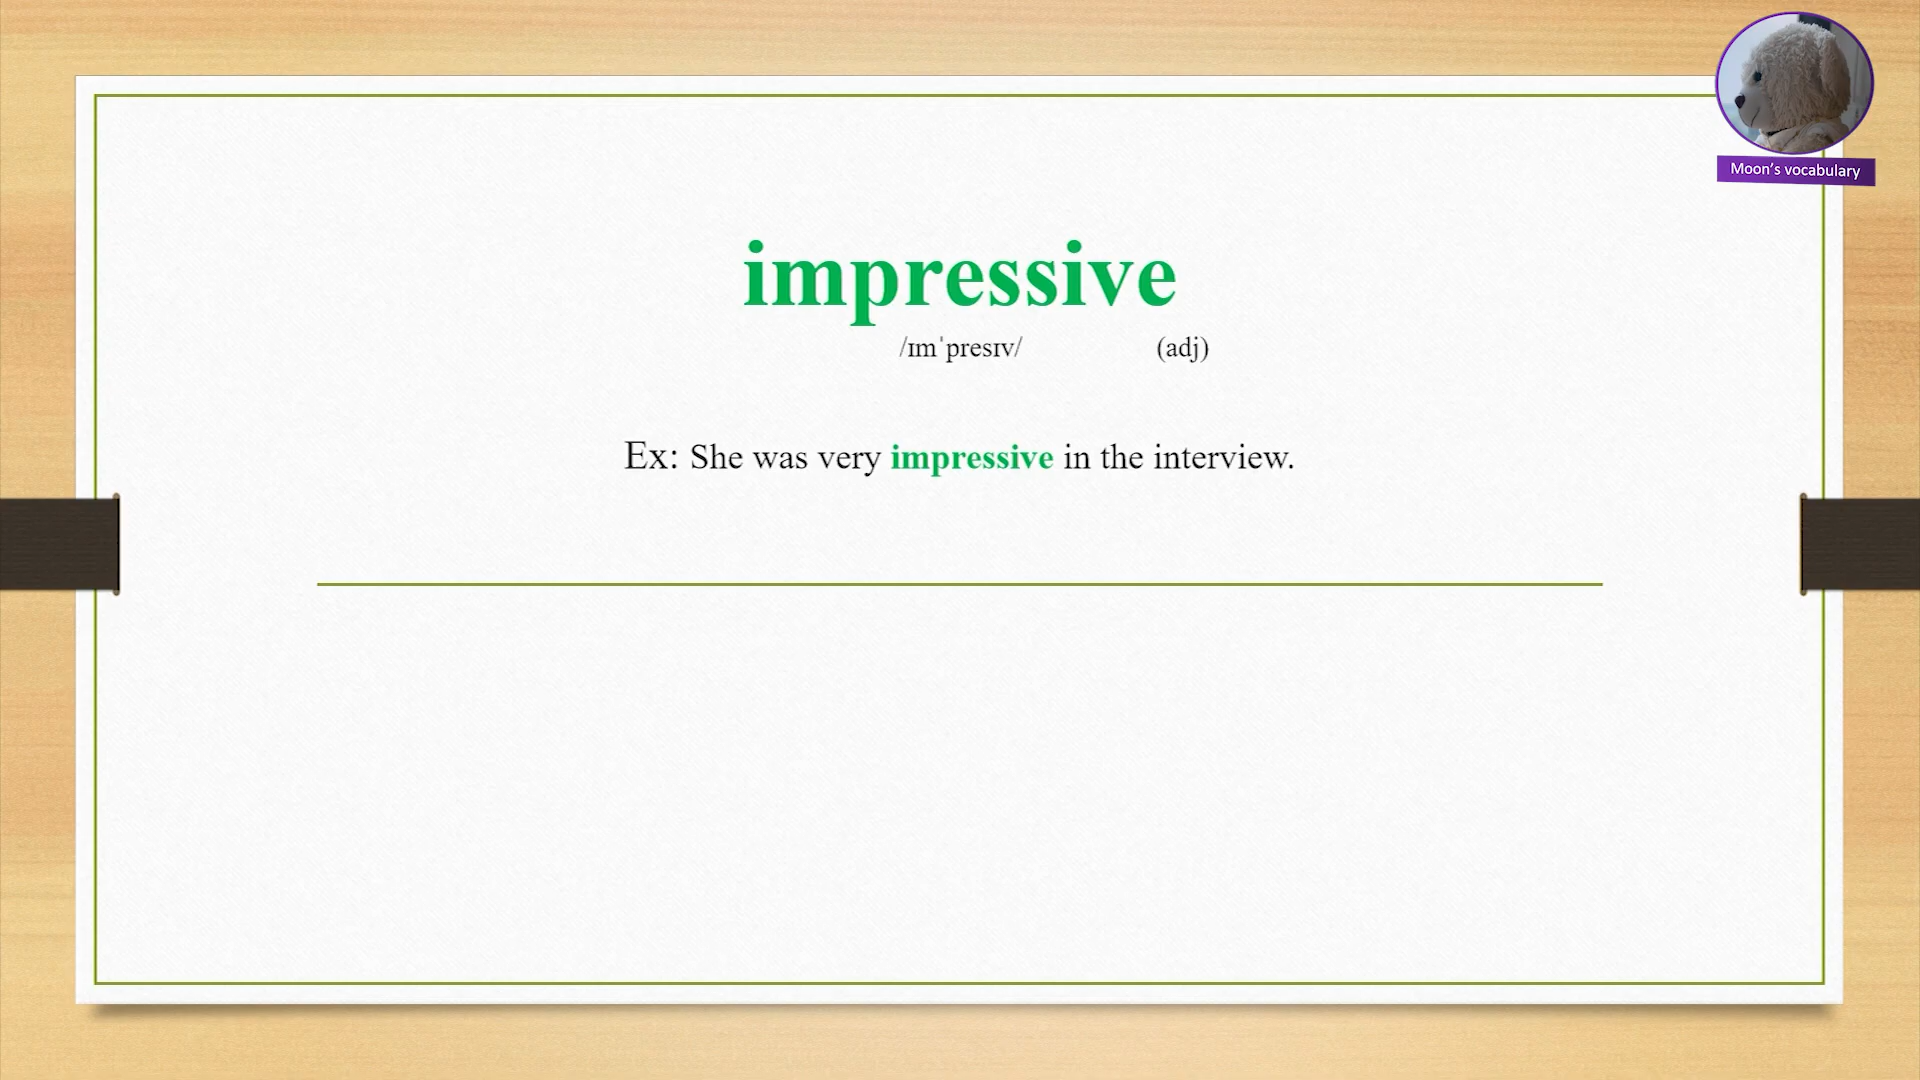 Moon's vocabulary
impressive
/ɪmˈpresɪv/ (adj)
Ex: She was very impressive in the interview.